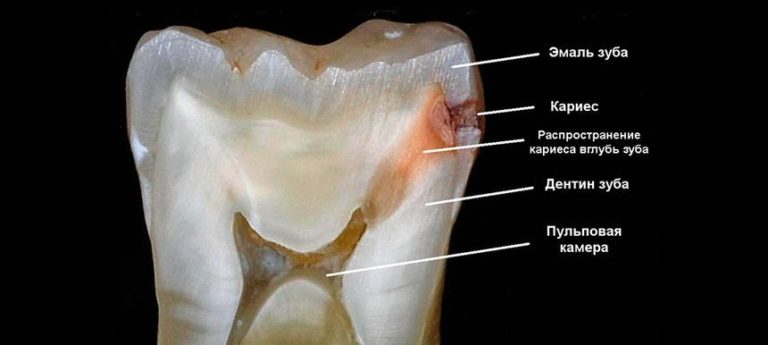 Эмаль зуба
Кариес
Распространение
кариеса вглубь зуба
Дентин зуба
Пульповая
камера